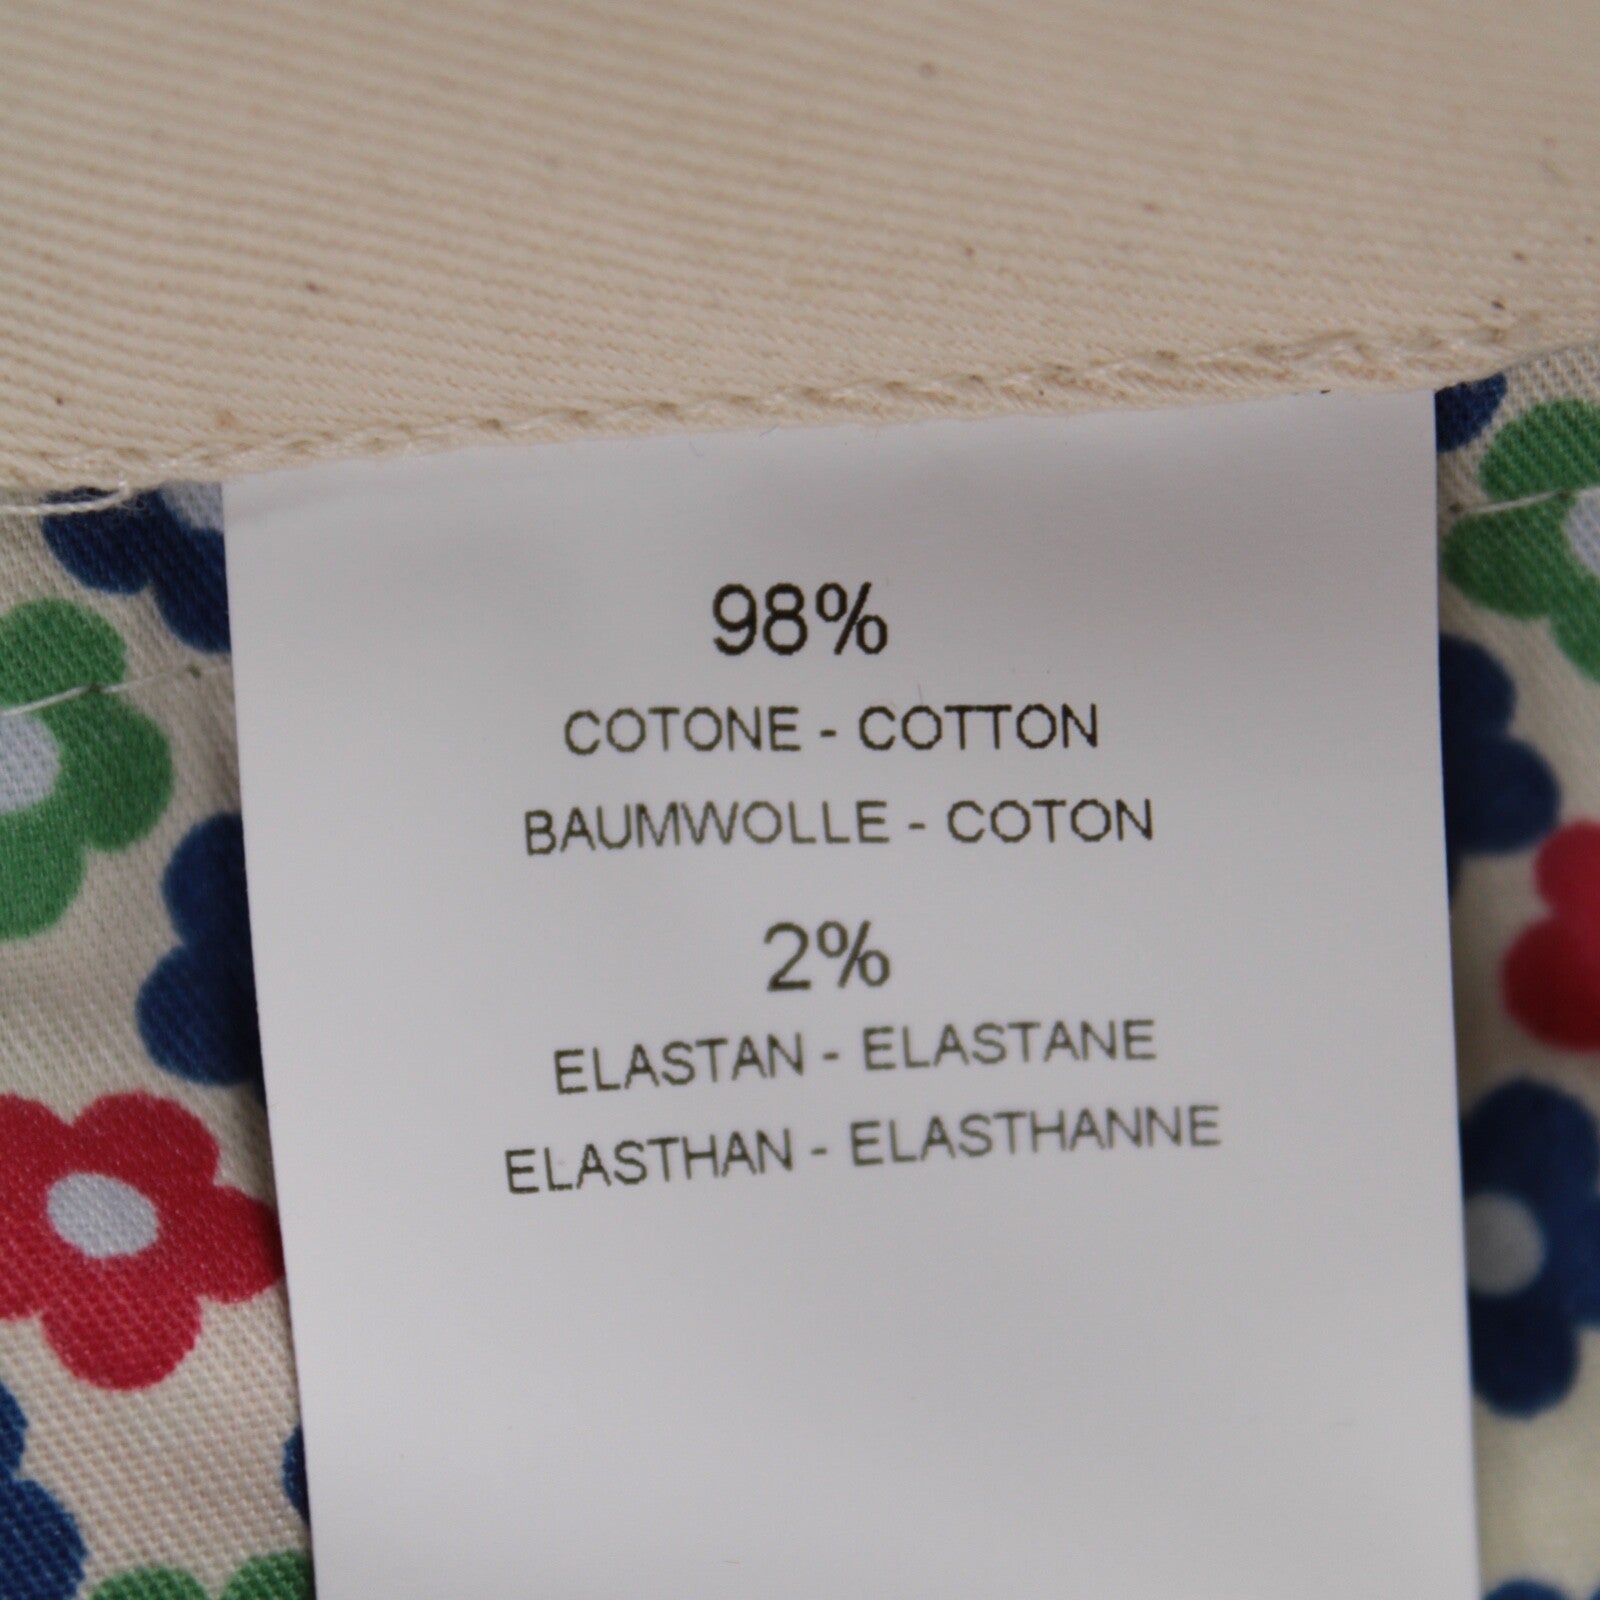 98%
COTONE - COTTON
BAUMWOLLE - COTON
2%
ELASTAN - ELASTANE
ELASTHAN - ELASTHANNE